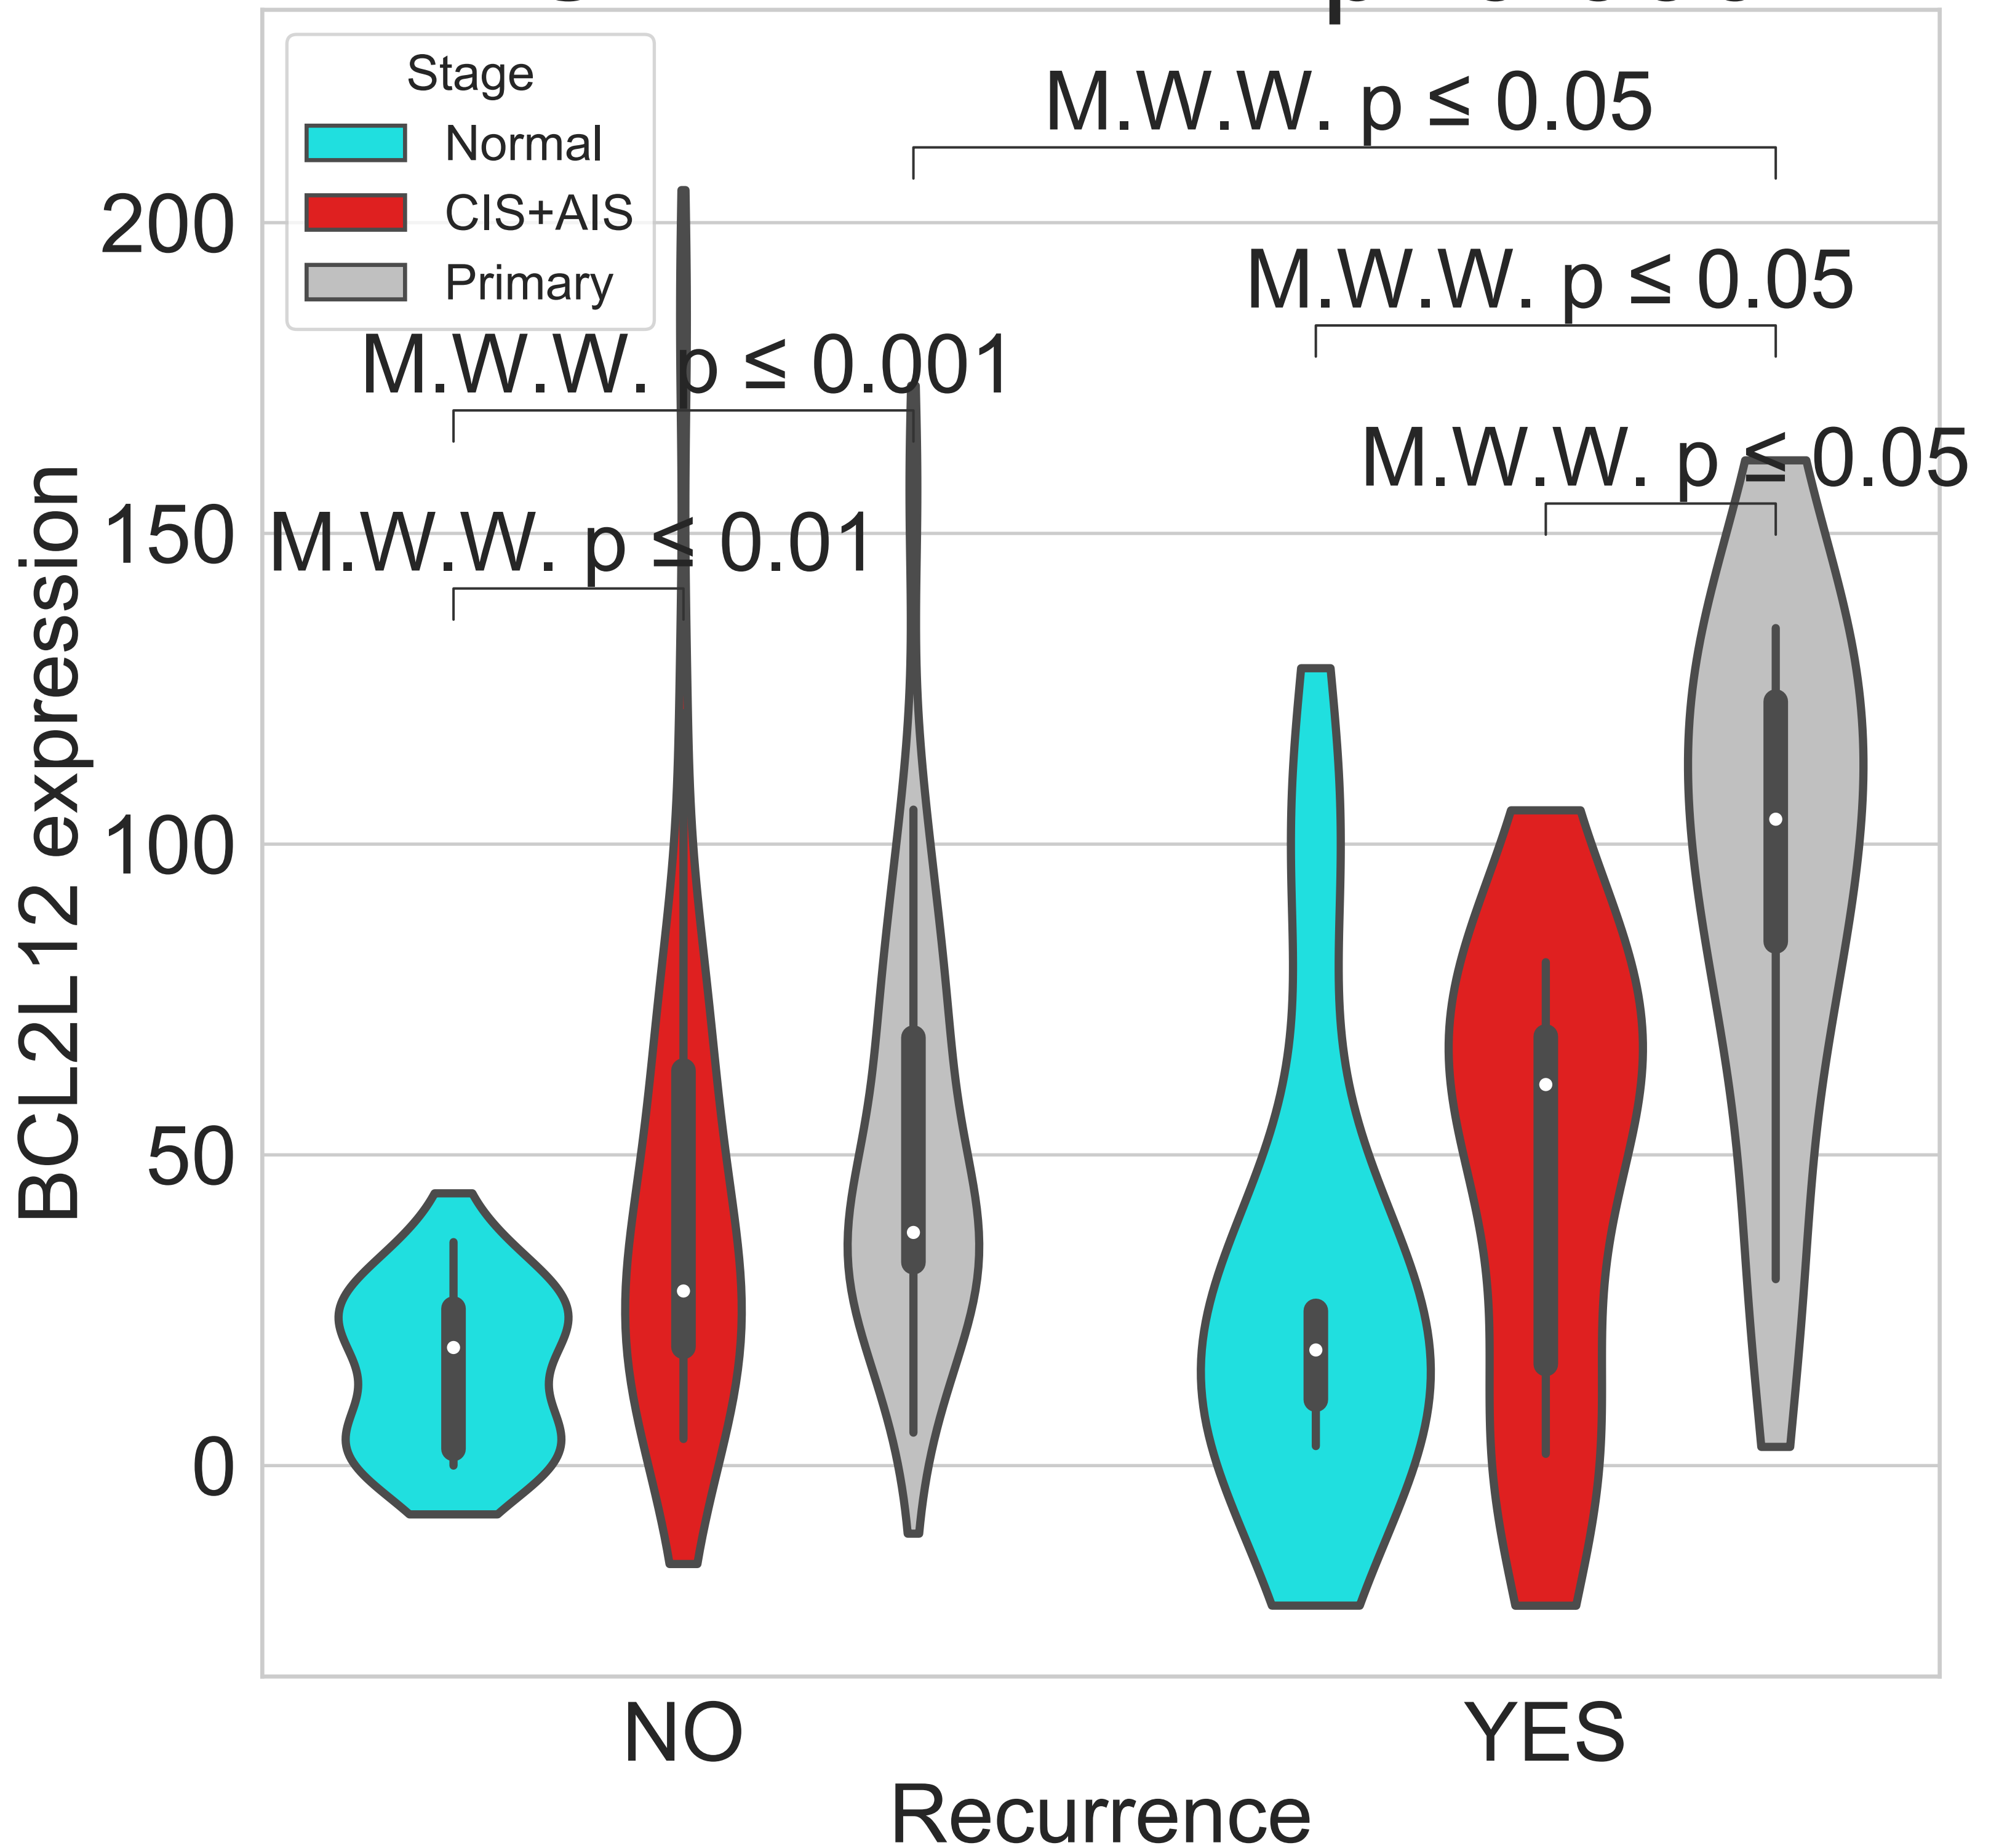 Stage
Normal
CIS+AIS
Primary
M.W.W. p ≤ 0.05
M.W.W. p ≤ 0.05
M.W.W. p ≤ 0.001
M.W.W. p ≤ 0.05
M.W.W. p ≤ 0.01
BCL2L12 expression
200
150
100
50
0
NO
YES
Recurrence